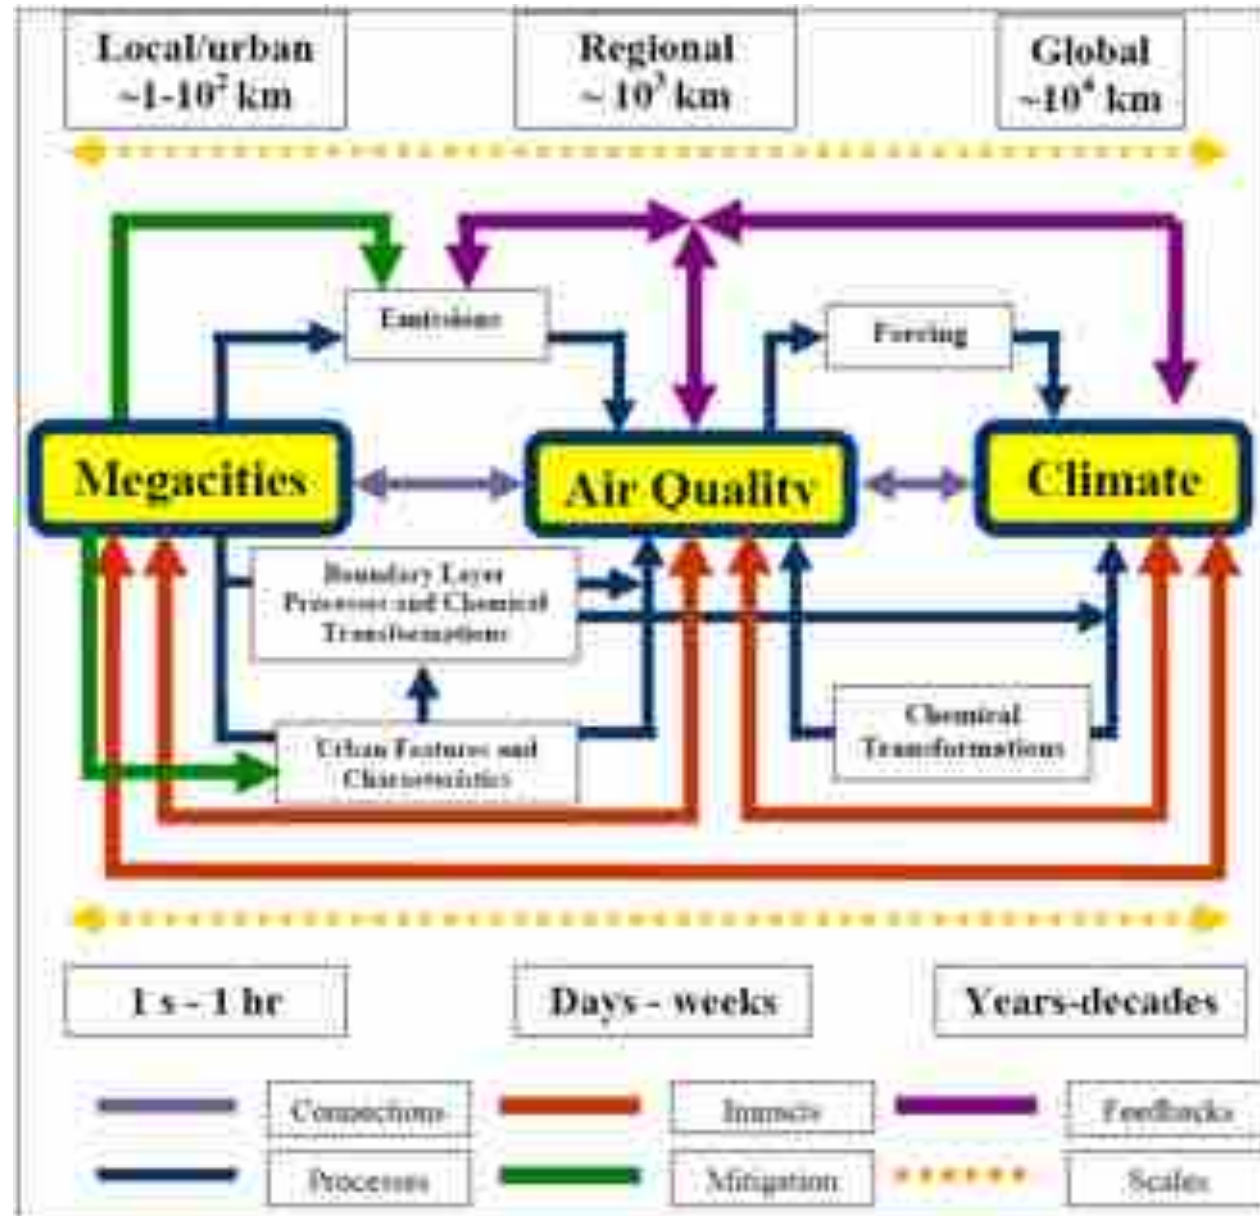 Local/urban
~1-10² km
Regional
~ 10³ km
Global
~10⁴ km
Emissions
Forcing
Megacities
Air Quality
Climate
Boundary Layer
Processes and Chemical
Transformations
Urban Features and
Characteristics
Chemical
Transformations
1 s - 1 hr
Days - weeks
Years-decades
Connections
Impacts
Feedbacks
Processes
Mitigation
Scales